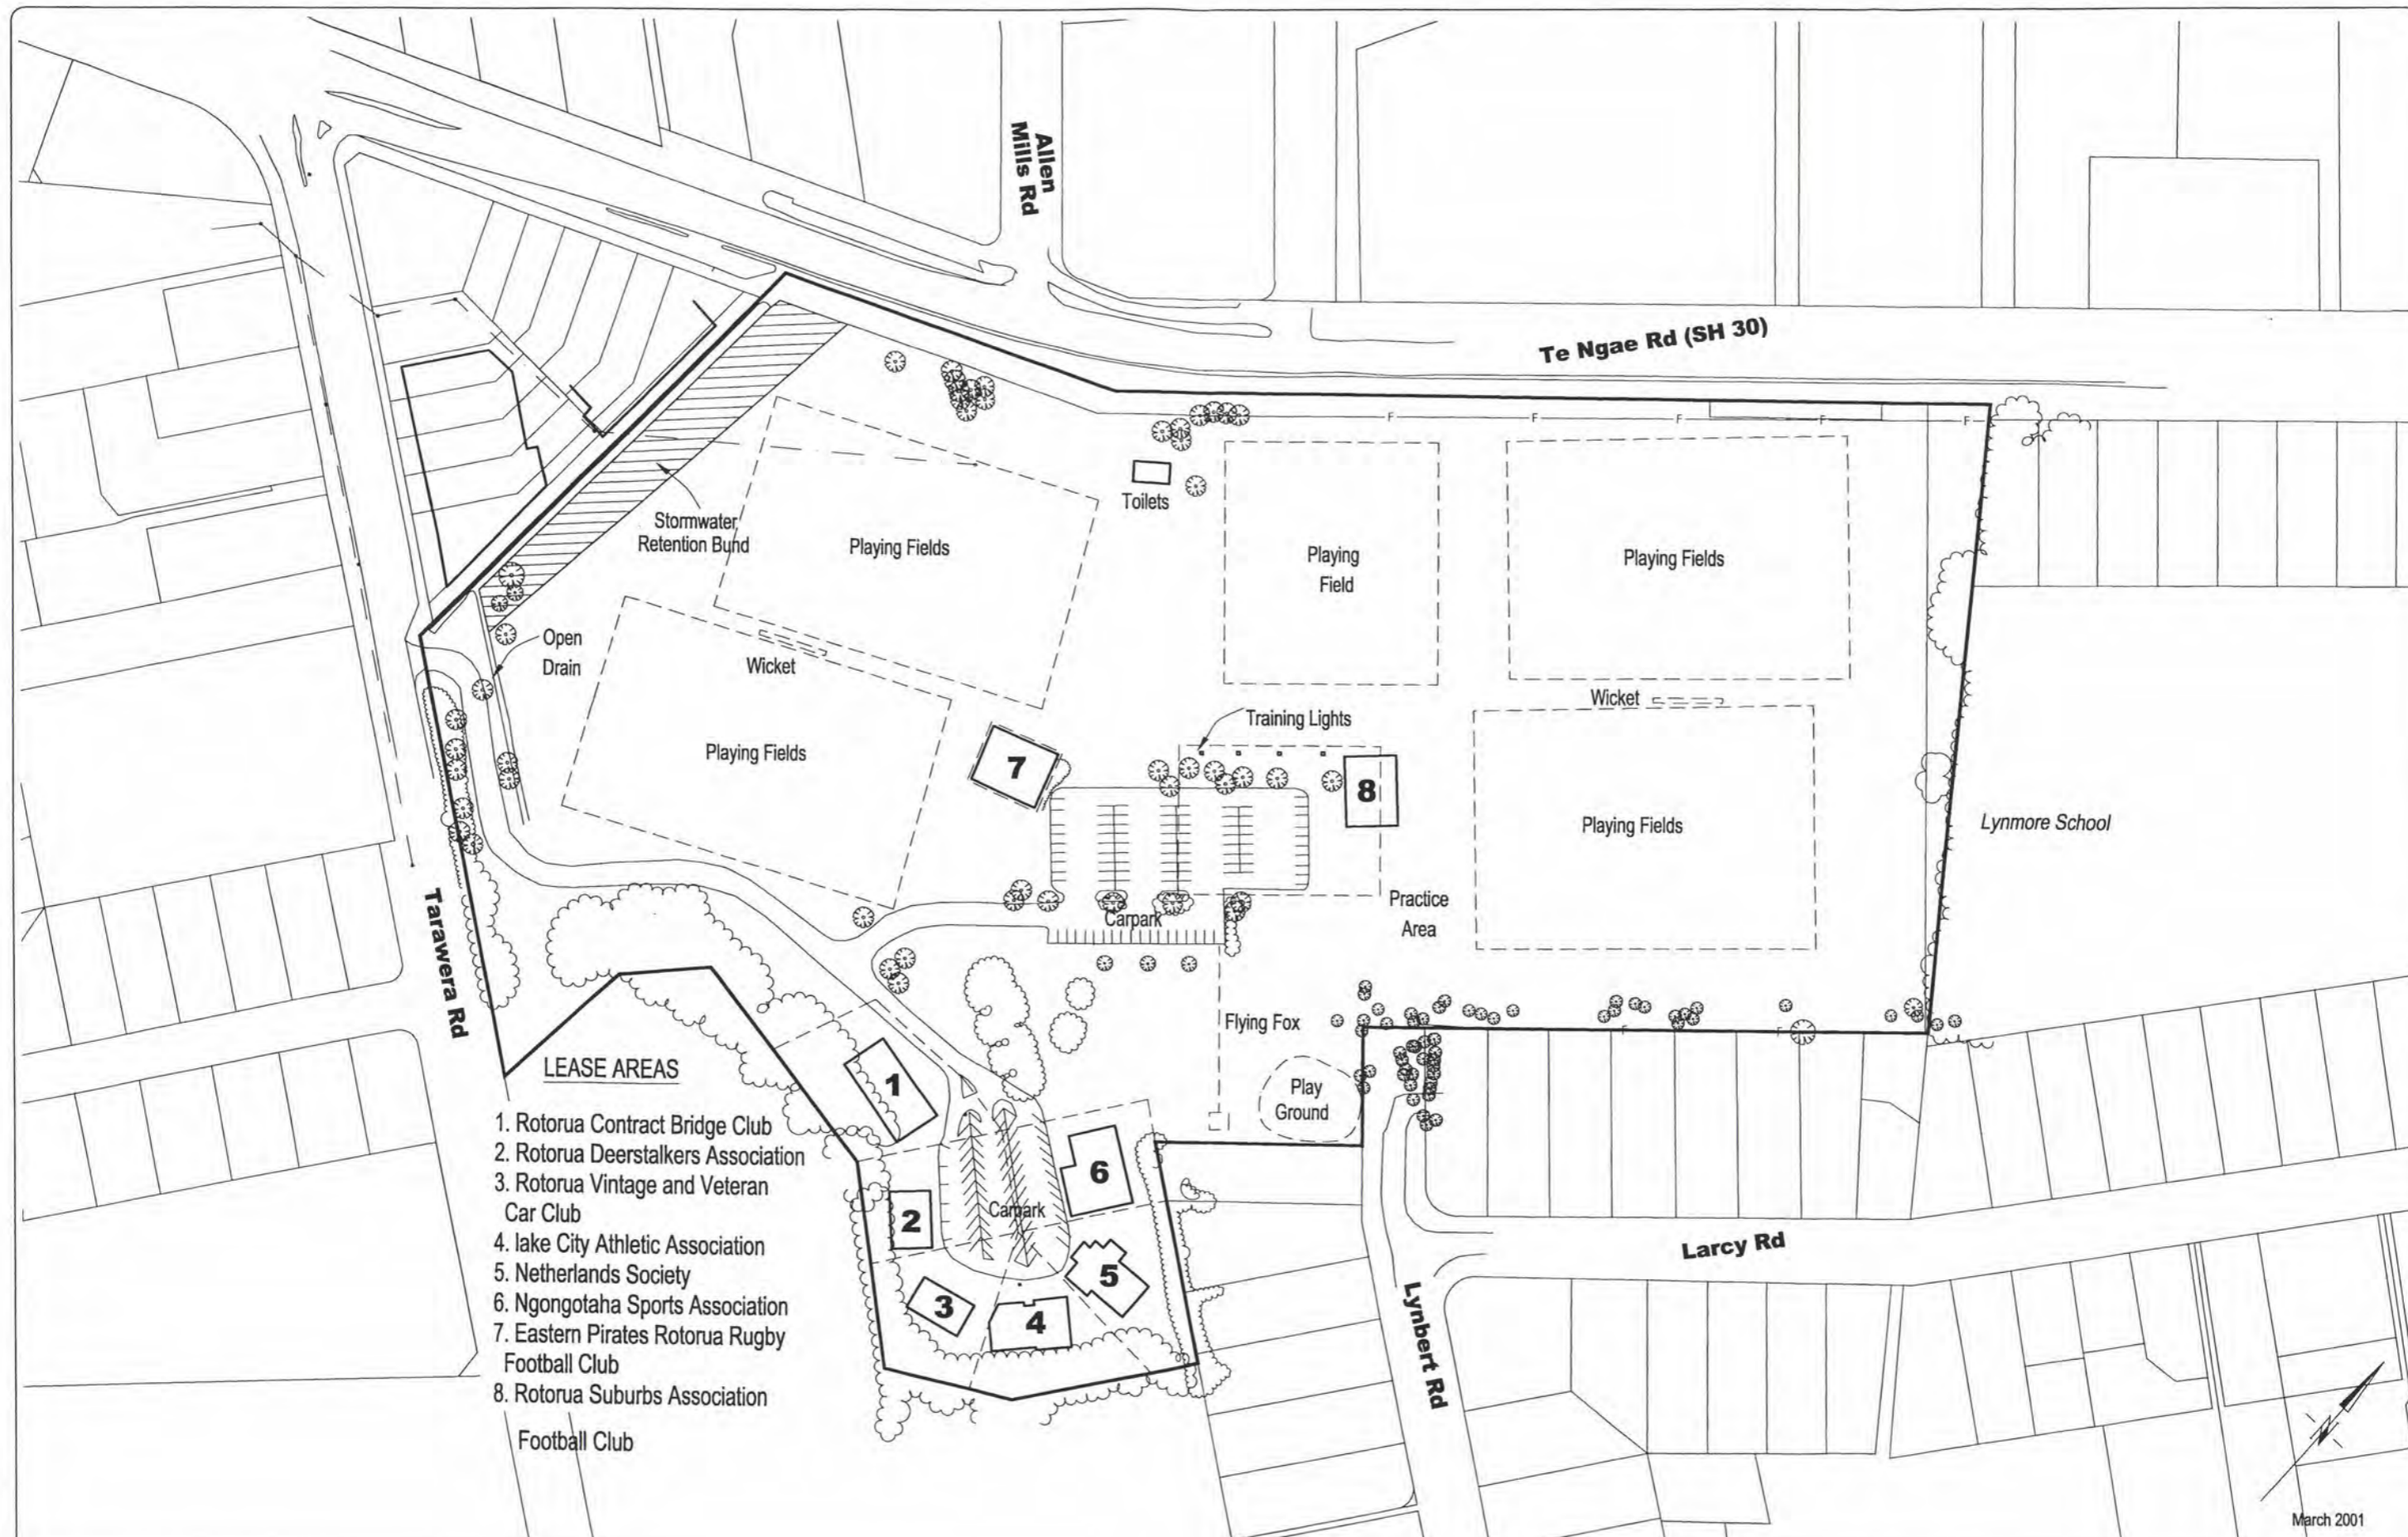 Allen
Mills Rd
Te Ngae Rd (SH 30)
F F F F F
Toilets
Stormwater
Retention Bund
Playing Fields
Playing
Field
Playing Fields
Open
Drain
Wicket
Wicket
Training Lights
Playing Fields
7
8
Playing Fields
Lynmore School
Practice
Area
Carpark
Tarawera Rd
Flying Fox
F F
Play
Ground
1
6
2
Carpark
5
3
4
Larcy Rd
Lynbert Rd
LEASE AREAS
1. Rotorua Contract Bridge Club
2. Rotorua Deerstalkers Association
3. Rotorua Vintage and Veteran
Car Club
4. lake City Athletic Association
5. Netherlands Society
6. Ngongotaha Sports Association
7. Eastern Pirates Rotorua Rugby
Football Club
8. Rotorua Suburbs Association
Football Club
N
March 2001